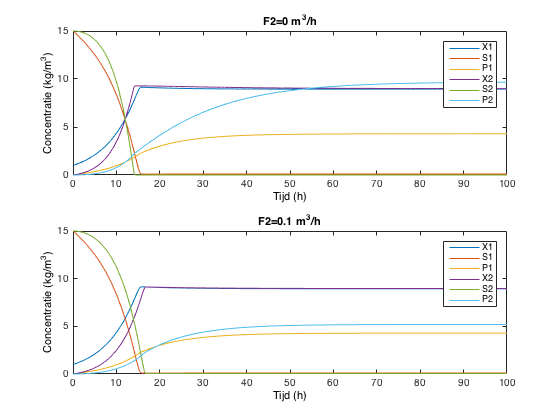 F2=0 m³/h
Concentratie (kg/m³)
15
10
5
0
X1
S1
P1
X2
S2
P2
0 10 20 30 40 50 60 70 80 90 100
Tijd (h)
F2=0.1 m³/h
Concentratie (kg/m³)
15
10
5
0
X1
S1
P1
X2
S2
P2
0 10 20 30 40 50 60 70 80 90 100
Tijd (h)